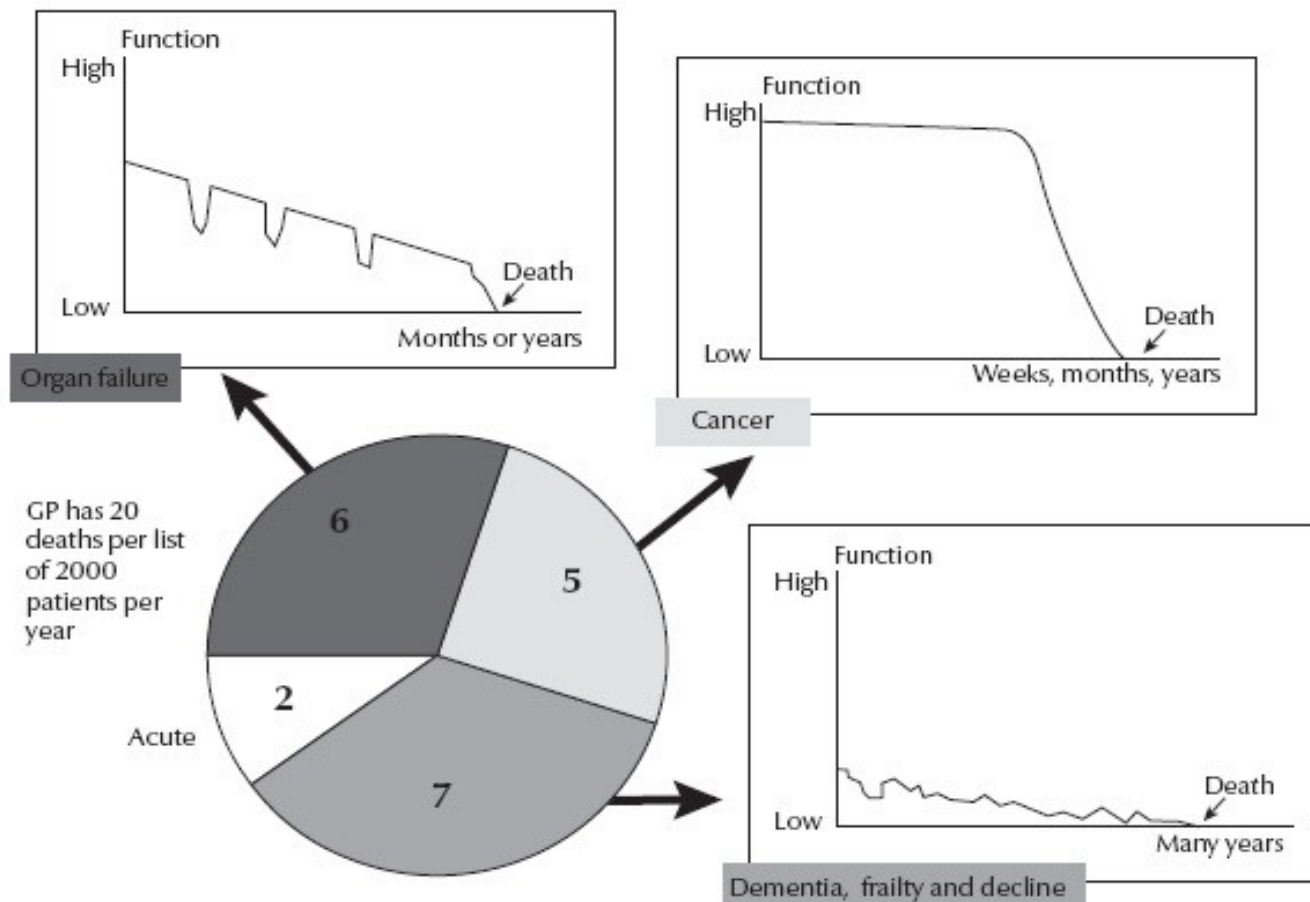 Function
High
Low
Death
Months or years
Organ failure
Function
High
Low
Death
Weeks, months, years
Cancer
GP has 20
deaths per list
of 2000
patients per
year
6
5
2
7
Acute
Function
High
Low
Death
Many years
Dementia, frailty and decline